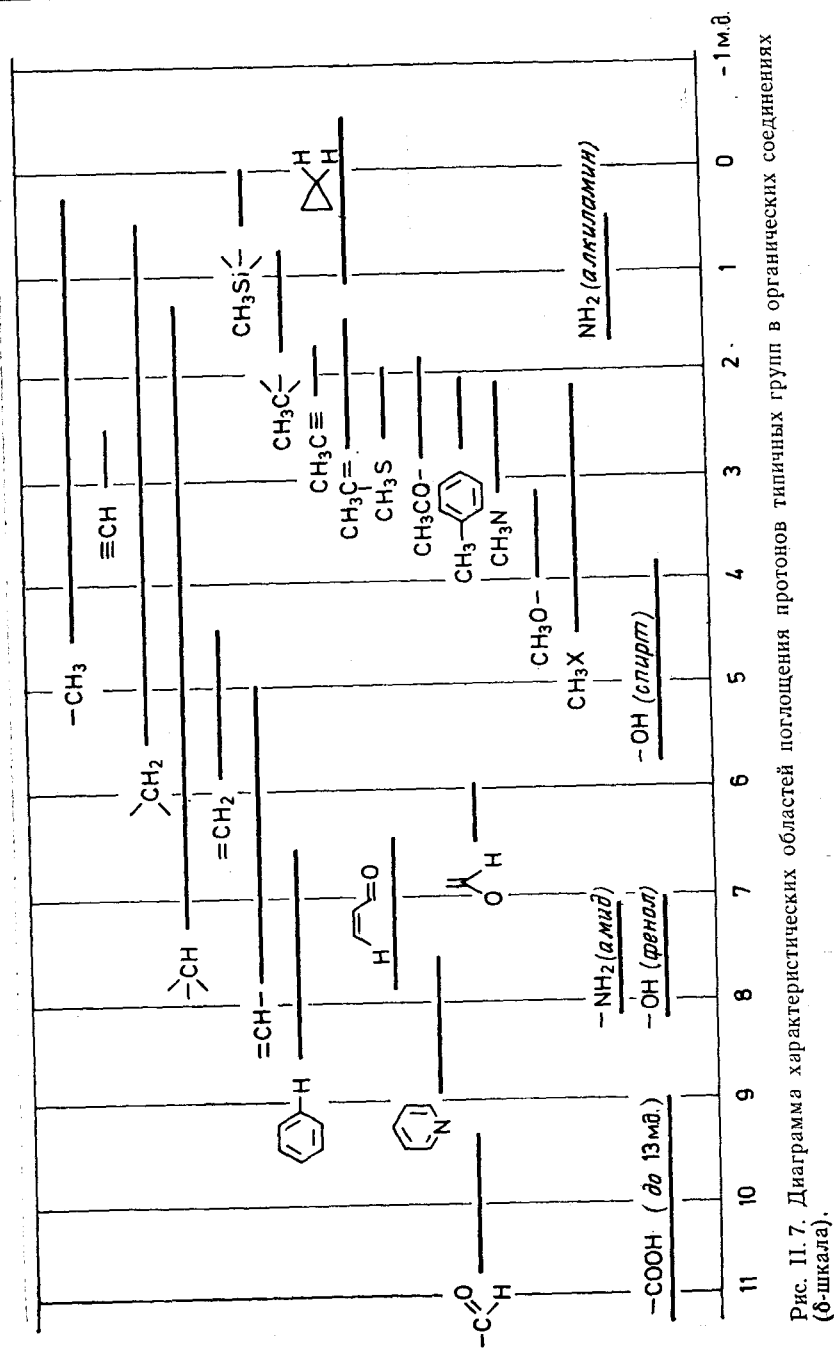 −CH₃
≡CH
CH₂
CH
=CH₂
=CH−
H
CH₃Si
CH₃C
H
H
CH₃C≡
CH₃C=
CH₃S
CH₃CO−
CH₃
CH₃N
CH₃O−
CH₃X
H
O
N
O
H
−C
O
H
NH₂ (алкиламин)
−NH₂ (амид)
−OH (спирт)
−OH (фенол)
−COOH (до 13 мд.)
11 10 9 8 7 6 5 4 3 2 1 0 −1 м.д.
Рис. II.7. Диаграмма характеристических областей поглощения протонов типичных групп в органических соединениях
(δ-шкала).